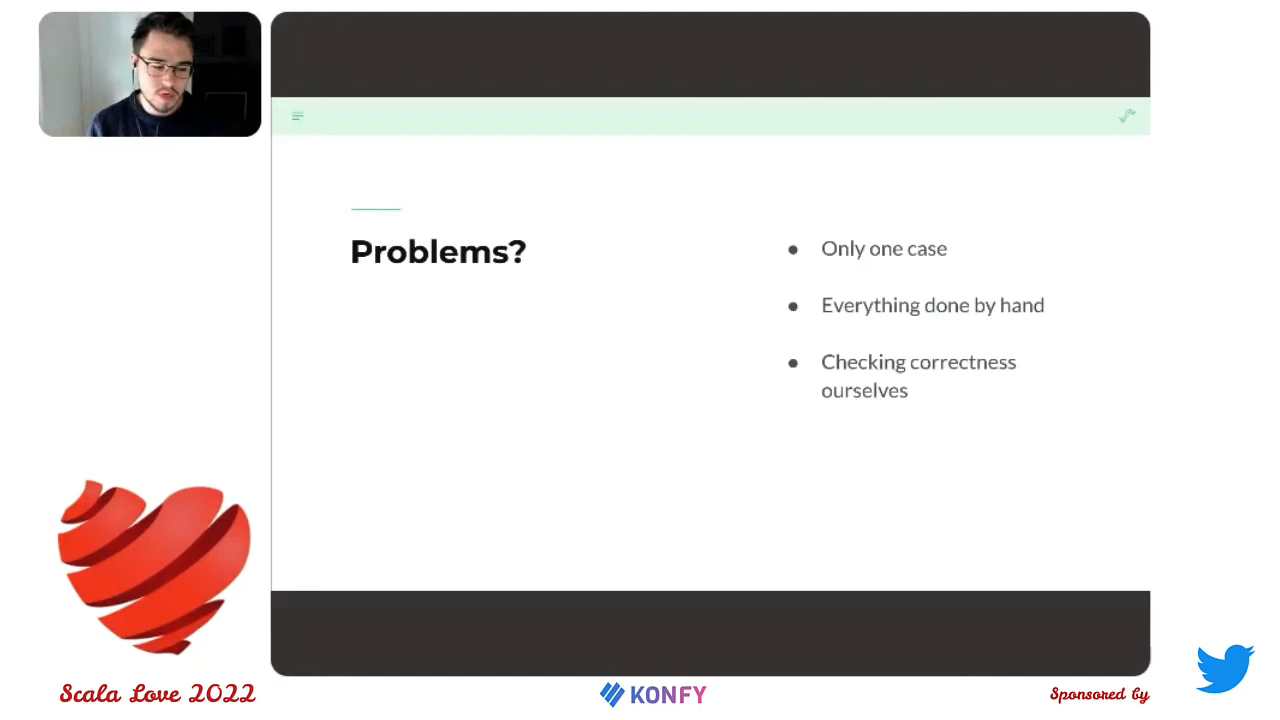 Problems?
● Only one case
● Everything done by hand
● Checking correctness
ourselves
Scala Love 2022
KONFY
Sponsored by